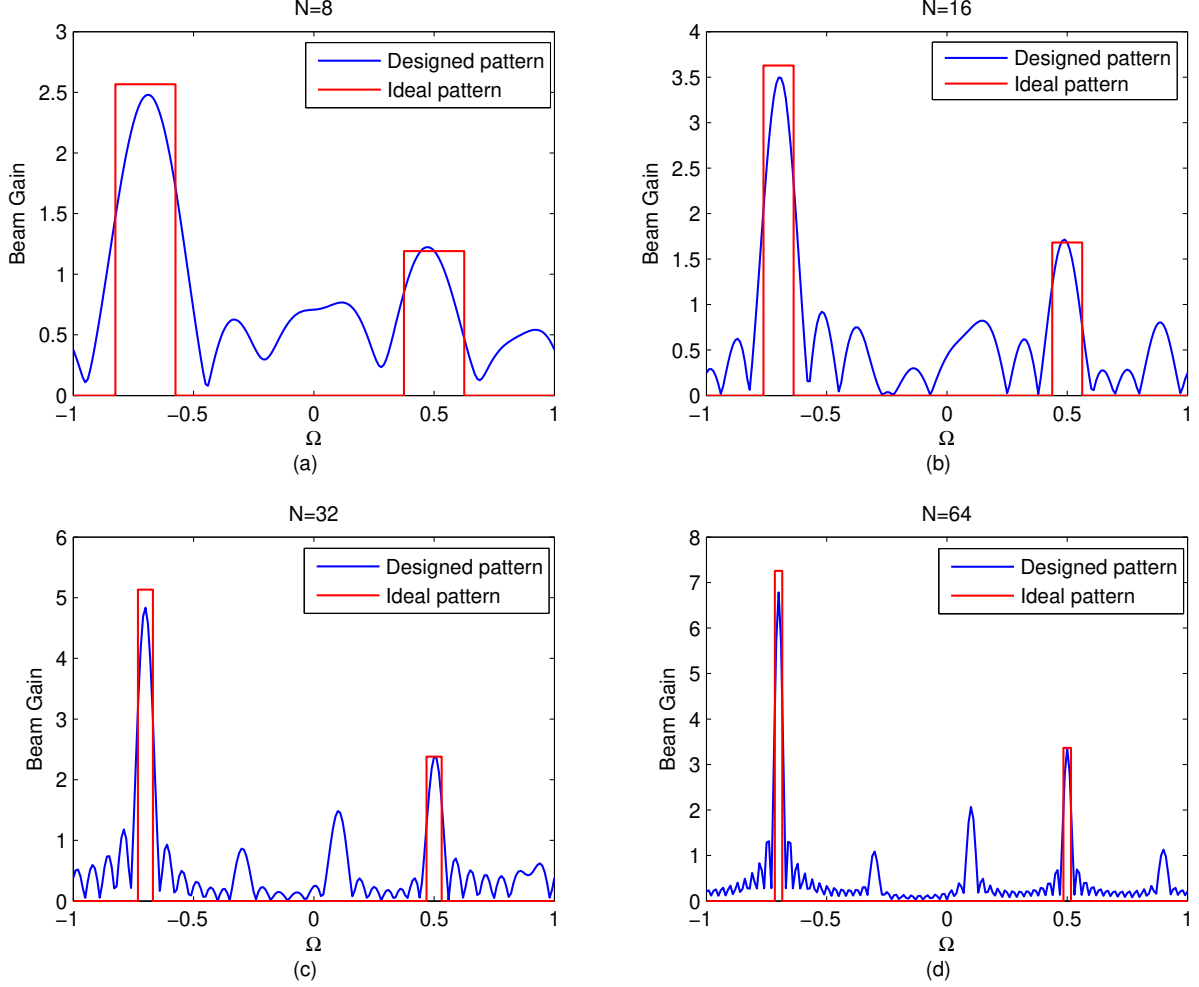 N=8
3
2.5
2
1.5
1
0.5
0
Beam Gain
Designed pattern
Ideal pattern
-1
−0.5
0
0.5
1
Ω
(a)
N=16
4
3.5
3
2.5
2
1.5
1
0.5
0
Beam Gain
Designed pattern
Ideal pattern
−1
−0.5
0
0.5
1
Ω
(b)
N=32
6
5
4
3
2
1
0
Beam Gain
Designed pattern
Ideal pattern
−1
−0.5
0
0.5
1
Ω
(c)
N=64
8
7
6
5
4
3
2
1
0
Beam Gain
Designed pattern
Ideal pattern
−1
−0.5
0
0.5
1
Ω
(d)